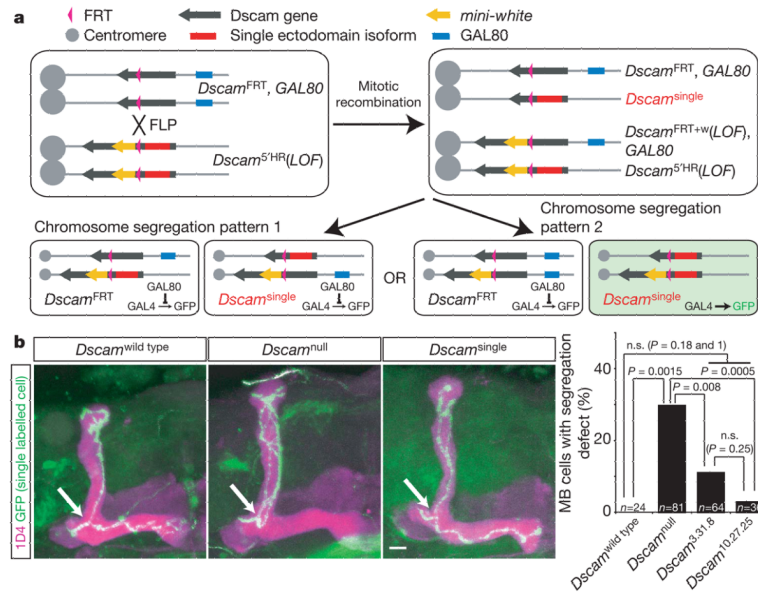 a
FRT
Dscam gene
mini-white
Centromere
Single ectodomain isoform
GAL80
DscamFRT, GAL80
FLP
Dscam5′HR(LOF)
Mitotic
recombination
DscamFRT, GAL80
Dscamsingle
DscamFRT+w(LOF),
GAL80
Dscam5′HR(LOF)
Chromosome segregation pattern 1
Chromosome segregation
pattern 2
DscamFRT
GAL80
GAL4 → GFP
Dscamsingle
GAL80
GAL4 → GFP
OR
DscamFRT
GAL80
GAL4 → GFP
Dscamsingle
GAL4 → GFP
b
Dscamwild type
Dscamnull
Dscamsingle
1D4 GFP (single labelled cell)
MB cells with segregation
defect (%)
40
20
0
n.s. (P = 0.18 and 1)
P = 0.0015
P = 0.0005
P = 0.008
n.s.
(P = 0.25)
n=24
n=81
n=64
Dscamwild type
Dscamnull
Dscam3.31.8
Dscam10.27.25